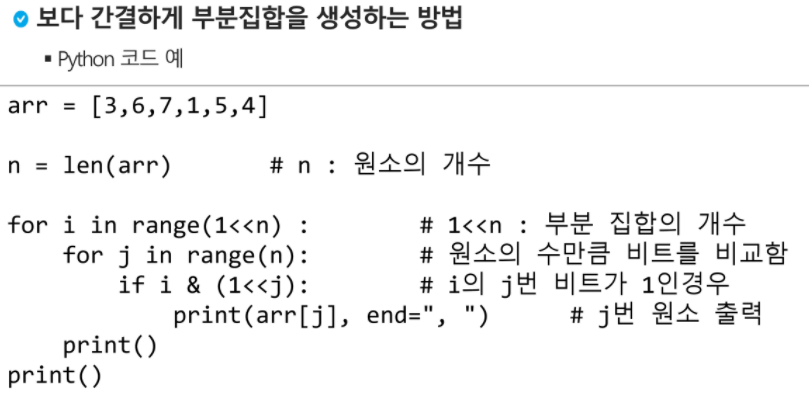 보다 간결하게 부분집합을 생성하는 방법
▪ Python 코드 예
arr = [3,6,7,1,5,4]
n = len(arr)       # n : 원소의 개수
for i in range(1<<n) :        # 1<<n : 부분 집합의 개수
    for j in range(n):        # 원소의 수만큼 비트를 비교함
        if i & (1<<j):        # i의 j번 비트가 1인경우
            print(arr[j], end=", ")      # j번 원소 출력
    print()
print()